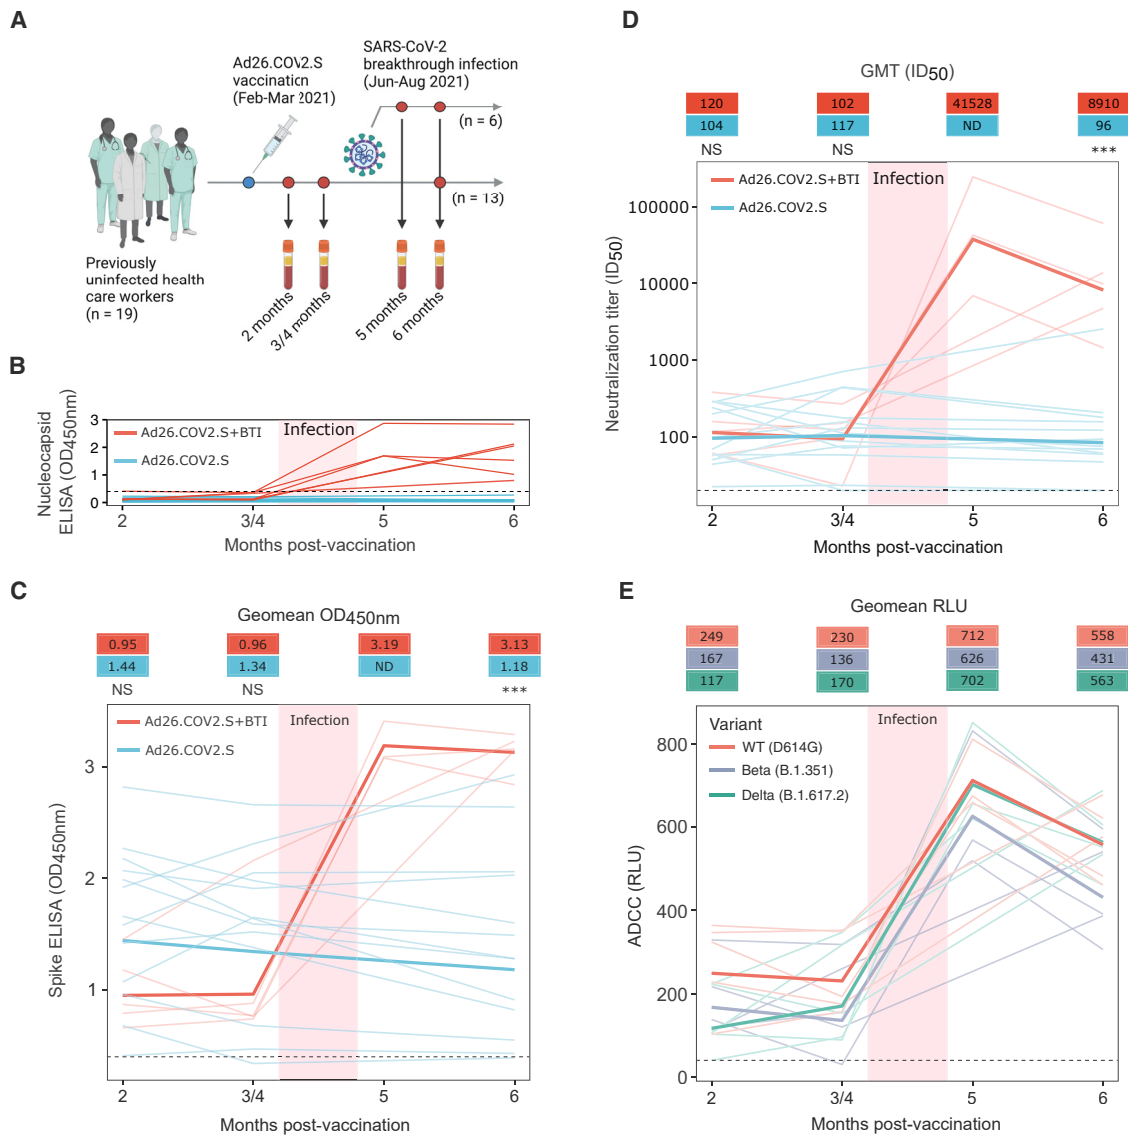 A
Ad26.COV2.S
vaccination
(Feb-Mar 2021)
SARS-CoV-2
breakthrough infection
(Jun-Aug 2021)
(n = 6)
(n = 13)
Previously
uninfected health
care workers
(n = 19)
2 months
3/4 months
5 months
6 months
B
Nucleocapsid
ELISA (OD450nm)
3
2
1
0
Ad26.COV2.S+BTI
Ad26.COV2.S
Infection
2 3/4 5 6
Months post-vaccination
C
Geomean OD450nm
0.95 0.96 3.19 3.13
1.44 1.34 ND 1.18
NS NS ***
Ad26.COV2.S+BTI
Ad26.COV2.S
Infection
Spike ELISA (OD450nm)
3
2
1
2 3/4 5 6
Months post-vaccination
D
GMT (ID50)
120 102 41528 8910
104 117 ND 96
NS NS ***
Ad26.COV2.S+BTI
Ad26.COV2.S
Infection
Neutralization titer (ID50)
100000
10000
1000
100
2 3/4 5 6
Months post-vaccination
E
Geomean RLU
249 230 712 558
167 136 626 431
117 170 702 563
Variant
WT (D614G)
Beta (B.1.351)
Delta (B.1.617.2)
Infection
ADCC (RLU)
800
600
400
200
0
2 3/4 5 6
Months post-vaccination